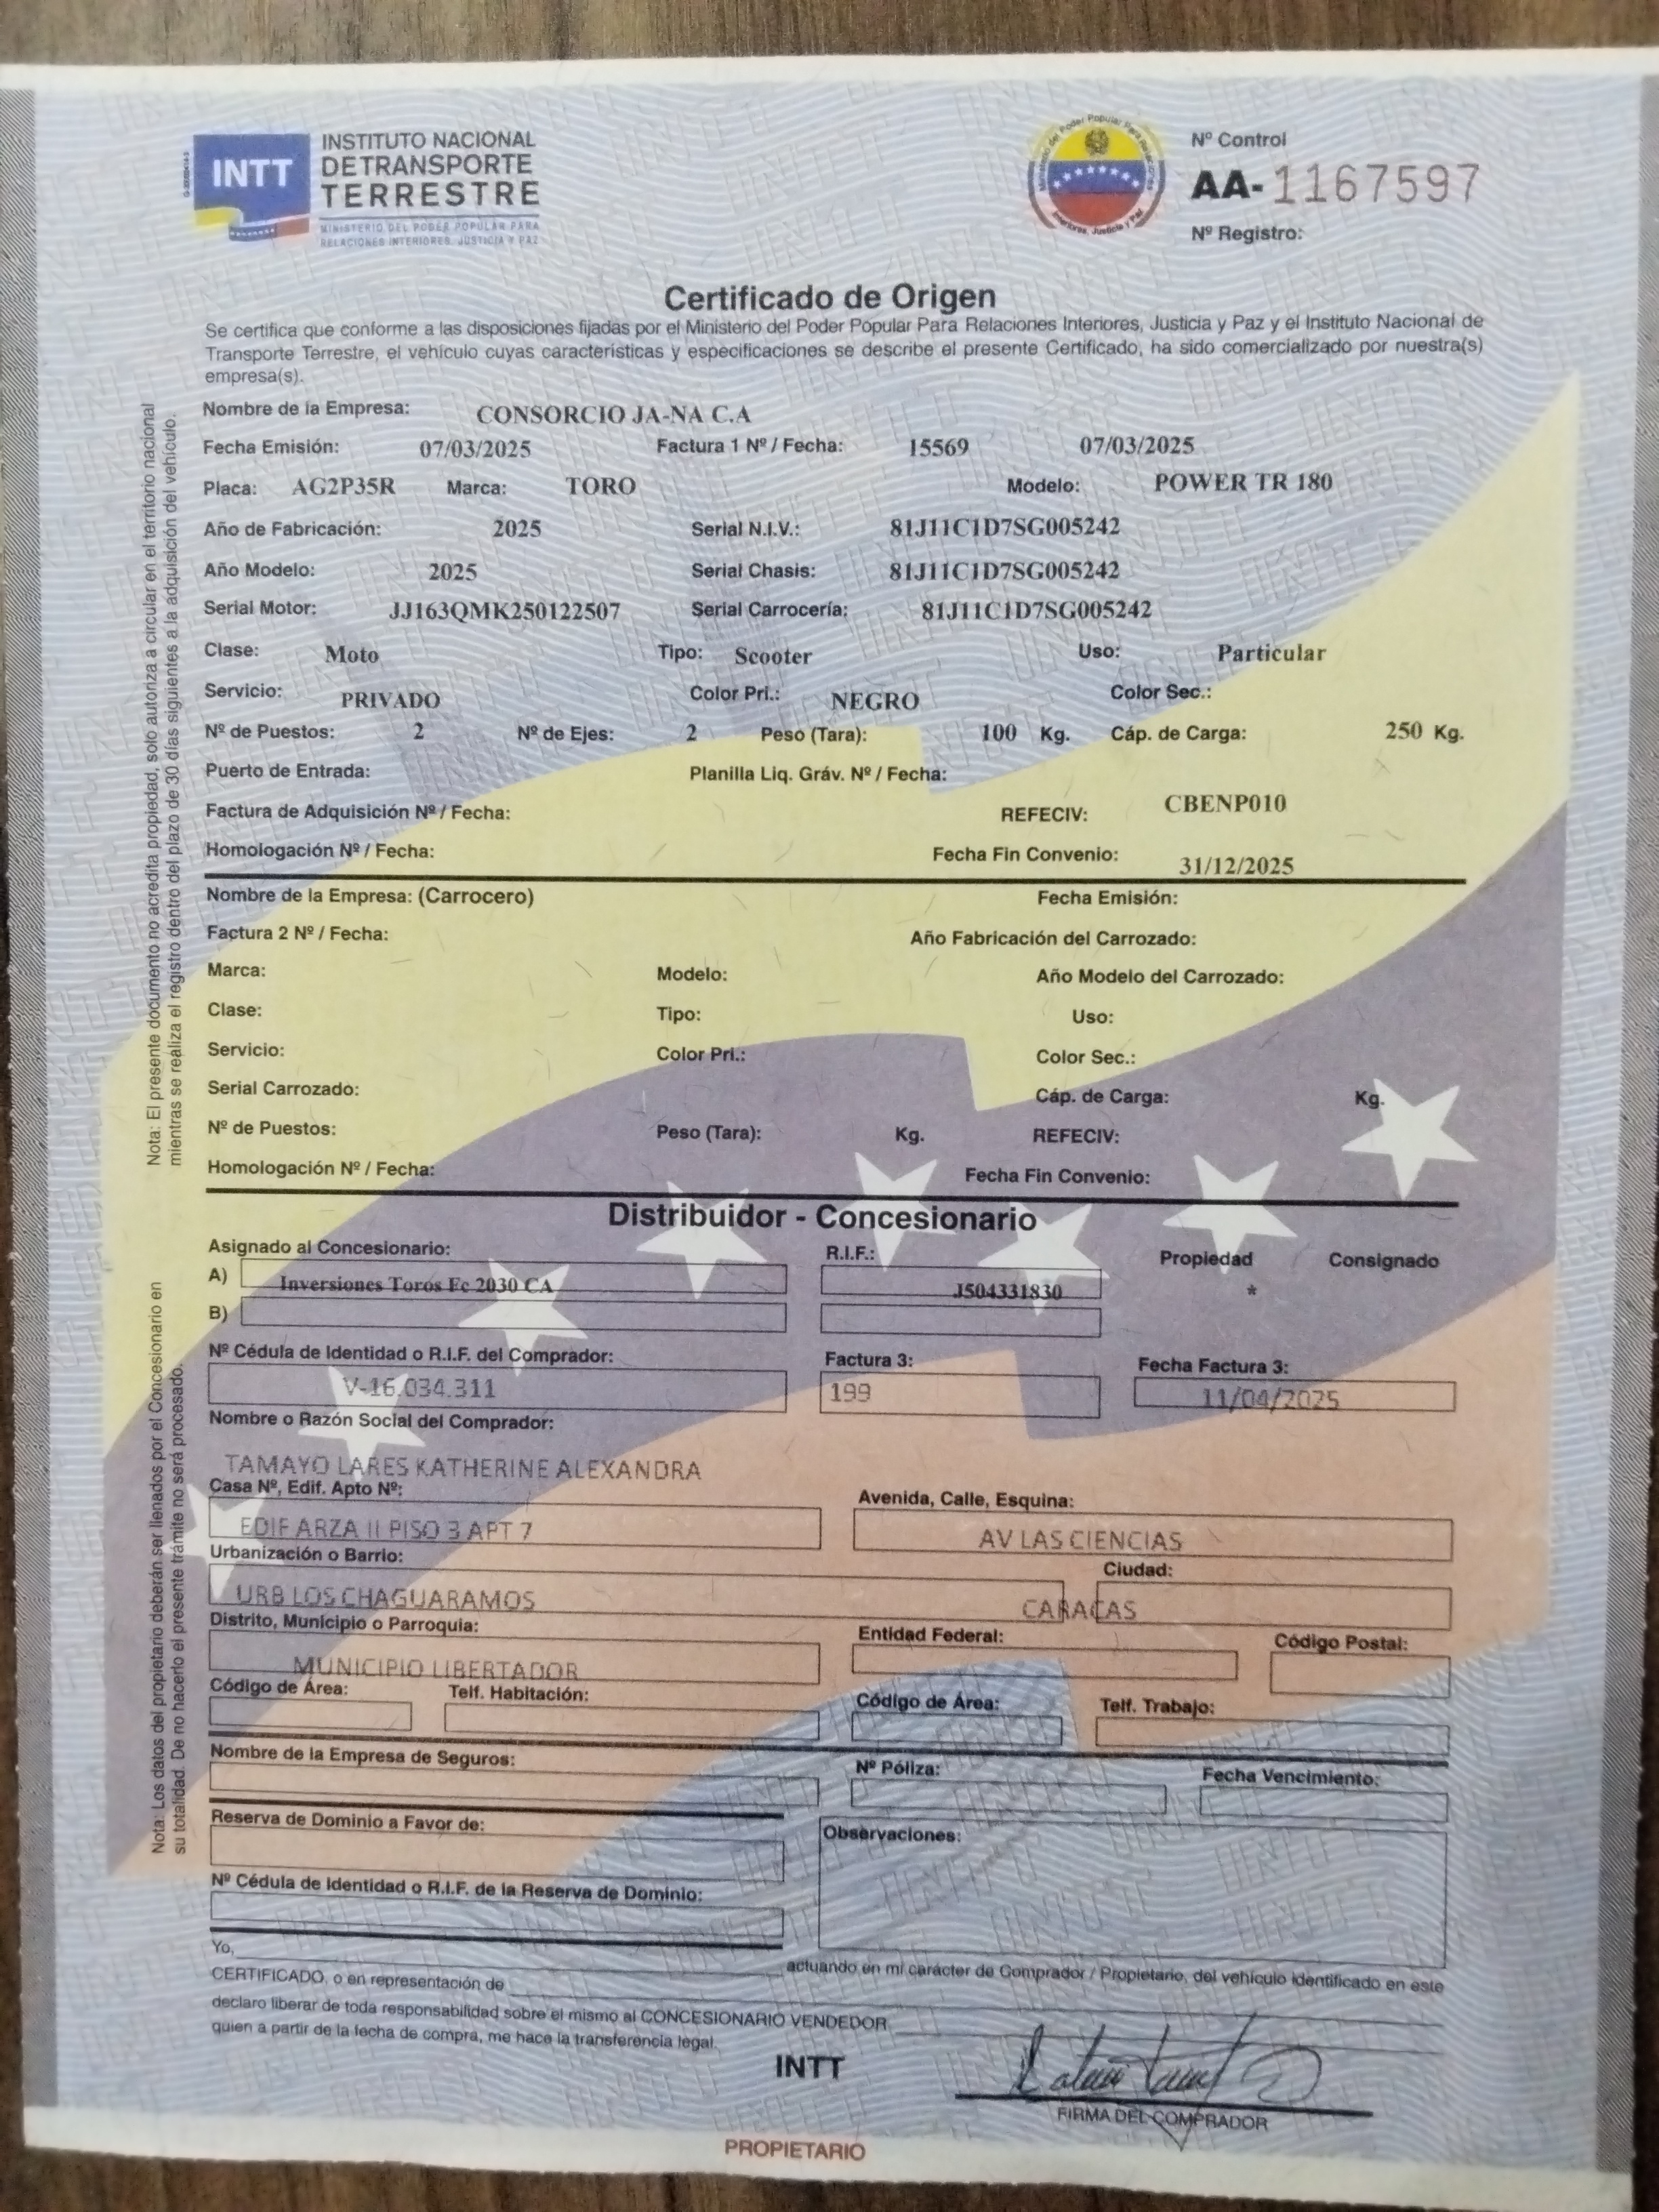 INTT
INSTITUTO NACIONAL
DE TRANSPORTE
TERRESTRE
MINISTERIO DEL PODER POPULAR PARA
RELACIONES INTERIORES, JUSTICIA Y PAZ
Ministerio del Poder Popular Para Relaciones Interiores, Justicia y Paz
Nº Control
AA-1167597
Nº Registro:
Certificado de Origen
Se certifica que conforme a las disposiciones fijadas por el Ministerio del Poder Popular Para Relaciones Interiores, Justicia y Paz y el Instituto Nacional de
Transporte Terrestre, el vehículo cuyas características y especificaciones se describe el presente Certificado, ha sido comercializado por nuestra(s)
empresa(s).
Nombre de la Empresa: CONSORCIO JA-NA C.A
Fecha Emisión: 07/03/2025 Factura 1 Nº / Fecha: 15569 07/03/2025
Placa: AG2P35R Marca: TORO Modelo: POWER TR 180
Año de Fabricación: 2025 Serial N.I.V.: 81J11C1D7SG005242
Año Modelo: 2025 Serial Chasis: 81J11C1D7SG005242
Serial Motor: JJ163QMK250122507 Serial Carrocería: 81J11C1D7SG005242
Clase: Moto Tipo: Scooter Uso: Particular
Servicio: PRIVADO Color Pri.: NEGRO Color Sec.:
Nº de Puestos: 2 Nº de Ejes: 2 Peso (Tara): 100 Kg. Cáp. de Carga: 250 Kg.
Puerto de Entrada: Planilla Liq. Gráv. Nº / Fecha:
Factura de Adquisición Nº / Fecha: REFECIV: CBENP010
Homologación Nº / Fecha: Fecha Fin Convenio: 31/12/2025
Nombre de la Empresa: (Carrocero) Fecha Emisión:
Factura 2 Nº / Fecha: Año Fabricación del Carrozado:
Marca: Modelo: Año Modelo del Carrozado:
Clase: Tipo: Uso:
Servicio: Color Pri.: Color Sec.:
Serial Carrozado: Cáp. de Carga: Kg.
Nº de Puestos: Peso (Tara): Kg. REFECIV:
Homologación Nº / Fecha: Fecha Fin Convenio:
Nota: El presente documento no acredita propiedad, solo autoriza a circular en el territorio nacional
mientras se realiza el registro dentro del plazo de 30 días siguientes a la adquisición del vehículo.
Distribuidor - Concesionario
Asignado al Concesionario: R.I.F.: Propiedad Consignado
A) Inversiones Toros Fc 2030 CA J504331830 *
B)
Nº Cédula de Identidad o R.I.F. del Comprador: Factura 3: Fecha Factura 3:
V-16.034.311 199 11/04/2025
Nombre o Razón Social del Comprador:
TAMAYO LARES KATHERINE ALEXANDRA
Casa Nº, Edif. Apto Nº: Avenida, Calle, Esquina:
EDIF ARZA II PISO 3 APT 7 AV LAS CIENCIAS
Urbanización o Barrio: Ciudad:
URB LOS CHAGUARAMOS CARACAS
Distrito, Municipio o Parroquia: Entidad Federal: Código Postal:
MUNICIPIO LIBERTADOR
Código de Área: Telf. Habitación: Código de Área: Telf. Trabajo:
Nombre de la Empresa de Seguros: Nº Póliza: Fecha Vencimiento:
Reserva de Dominio a Favor de: Observaciones:
Nº Cédula de Identidad o R.I.F. de la Reserva de Dominio:
Nota: Los datos del propietario deberán ser llenados por el Concesionario en
su totalidad. De no hacerlo el presente trámite no será procesado.
Yo, actuando en mi carácter de Comprador / Propietario, del vehículo identificado en este
CERTIFICADO, o en representación de
declaro liberar de toda responsabilidad sobre el mismo al CONCESIONARIO VENDEDOR
quien a partir de la fecha de compra, me hace la transferencia legal.
INTT
FIRMA DEL COMPRADOR
PROPIETARIO